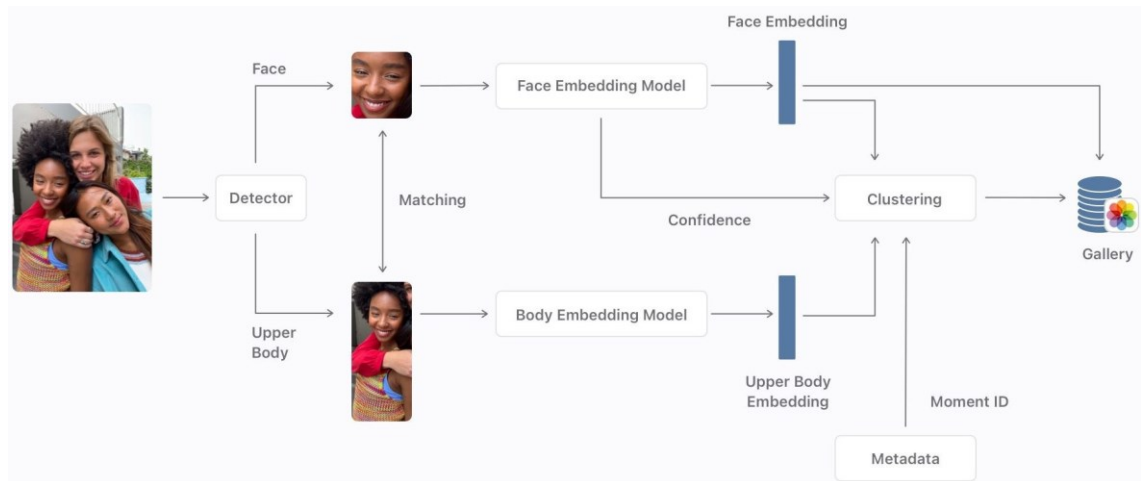 Face Embedding
Face
Face Embedding Model
Detector
Matching
Confidence
Clustering
Gallery
Upper
Body
Body Embedding Model
Upper Body
Embedding
Moment ID
Metadata